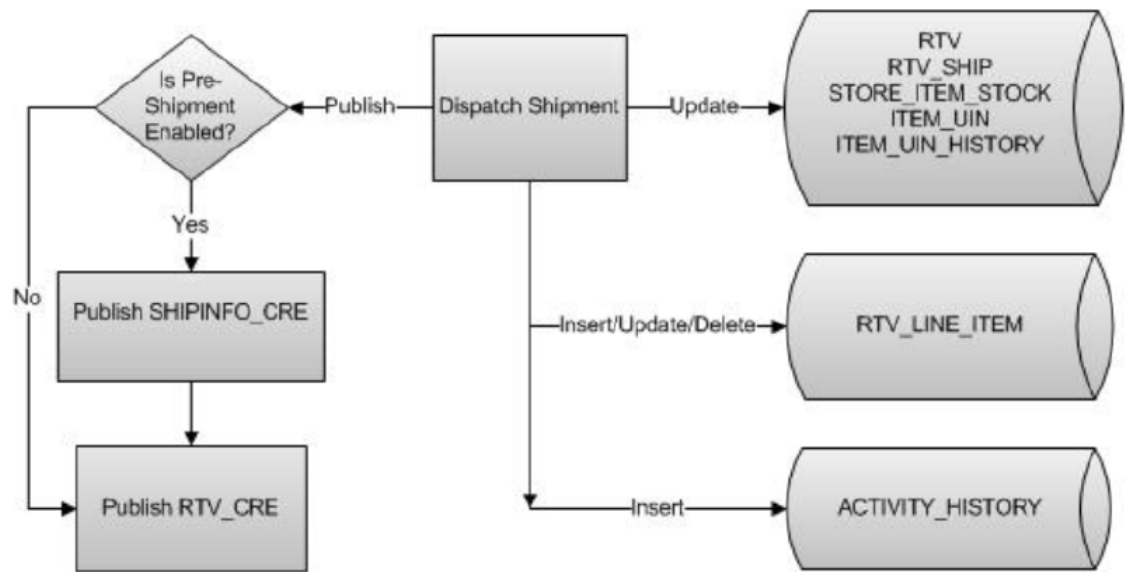 Is Pre-
Shipment
Enabled?
Publish
Dispatch Shipment
Update
RTV
RTV_SHIP
STORE_ITEM_STOCK
ITEM_UIN
ITEM_UIN_HISTORY
Yes
No
Publish SHIPINFO_CRE
Insert/Update/Delete
RTV_LINE_ITEM
Publish RTV_CRE
Insert
ACTIVITY_HISTORY